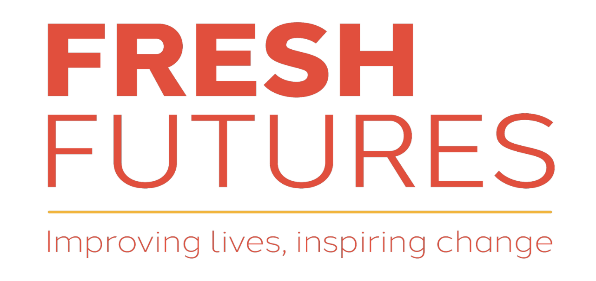 FRESH
FUTURES
Improving lives, inspiring change